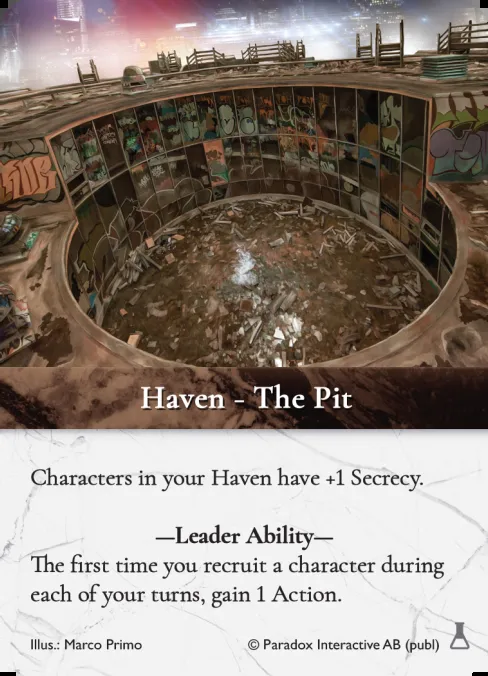 Haven - The Pit
Characters in your Haven have +1 Secrecy.
—Leader Ability—
The first time you recruit a character during
each of your turns, gain 1 Action.
Illus.: Marco Primo
© Paradox Interactive AB (publ)